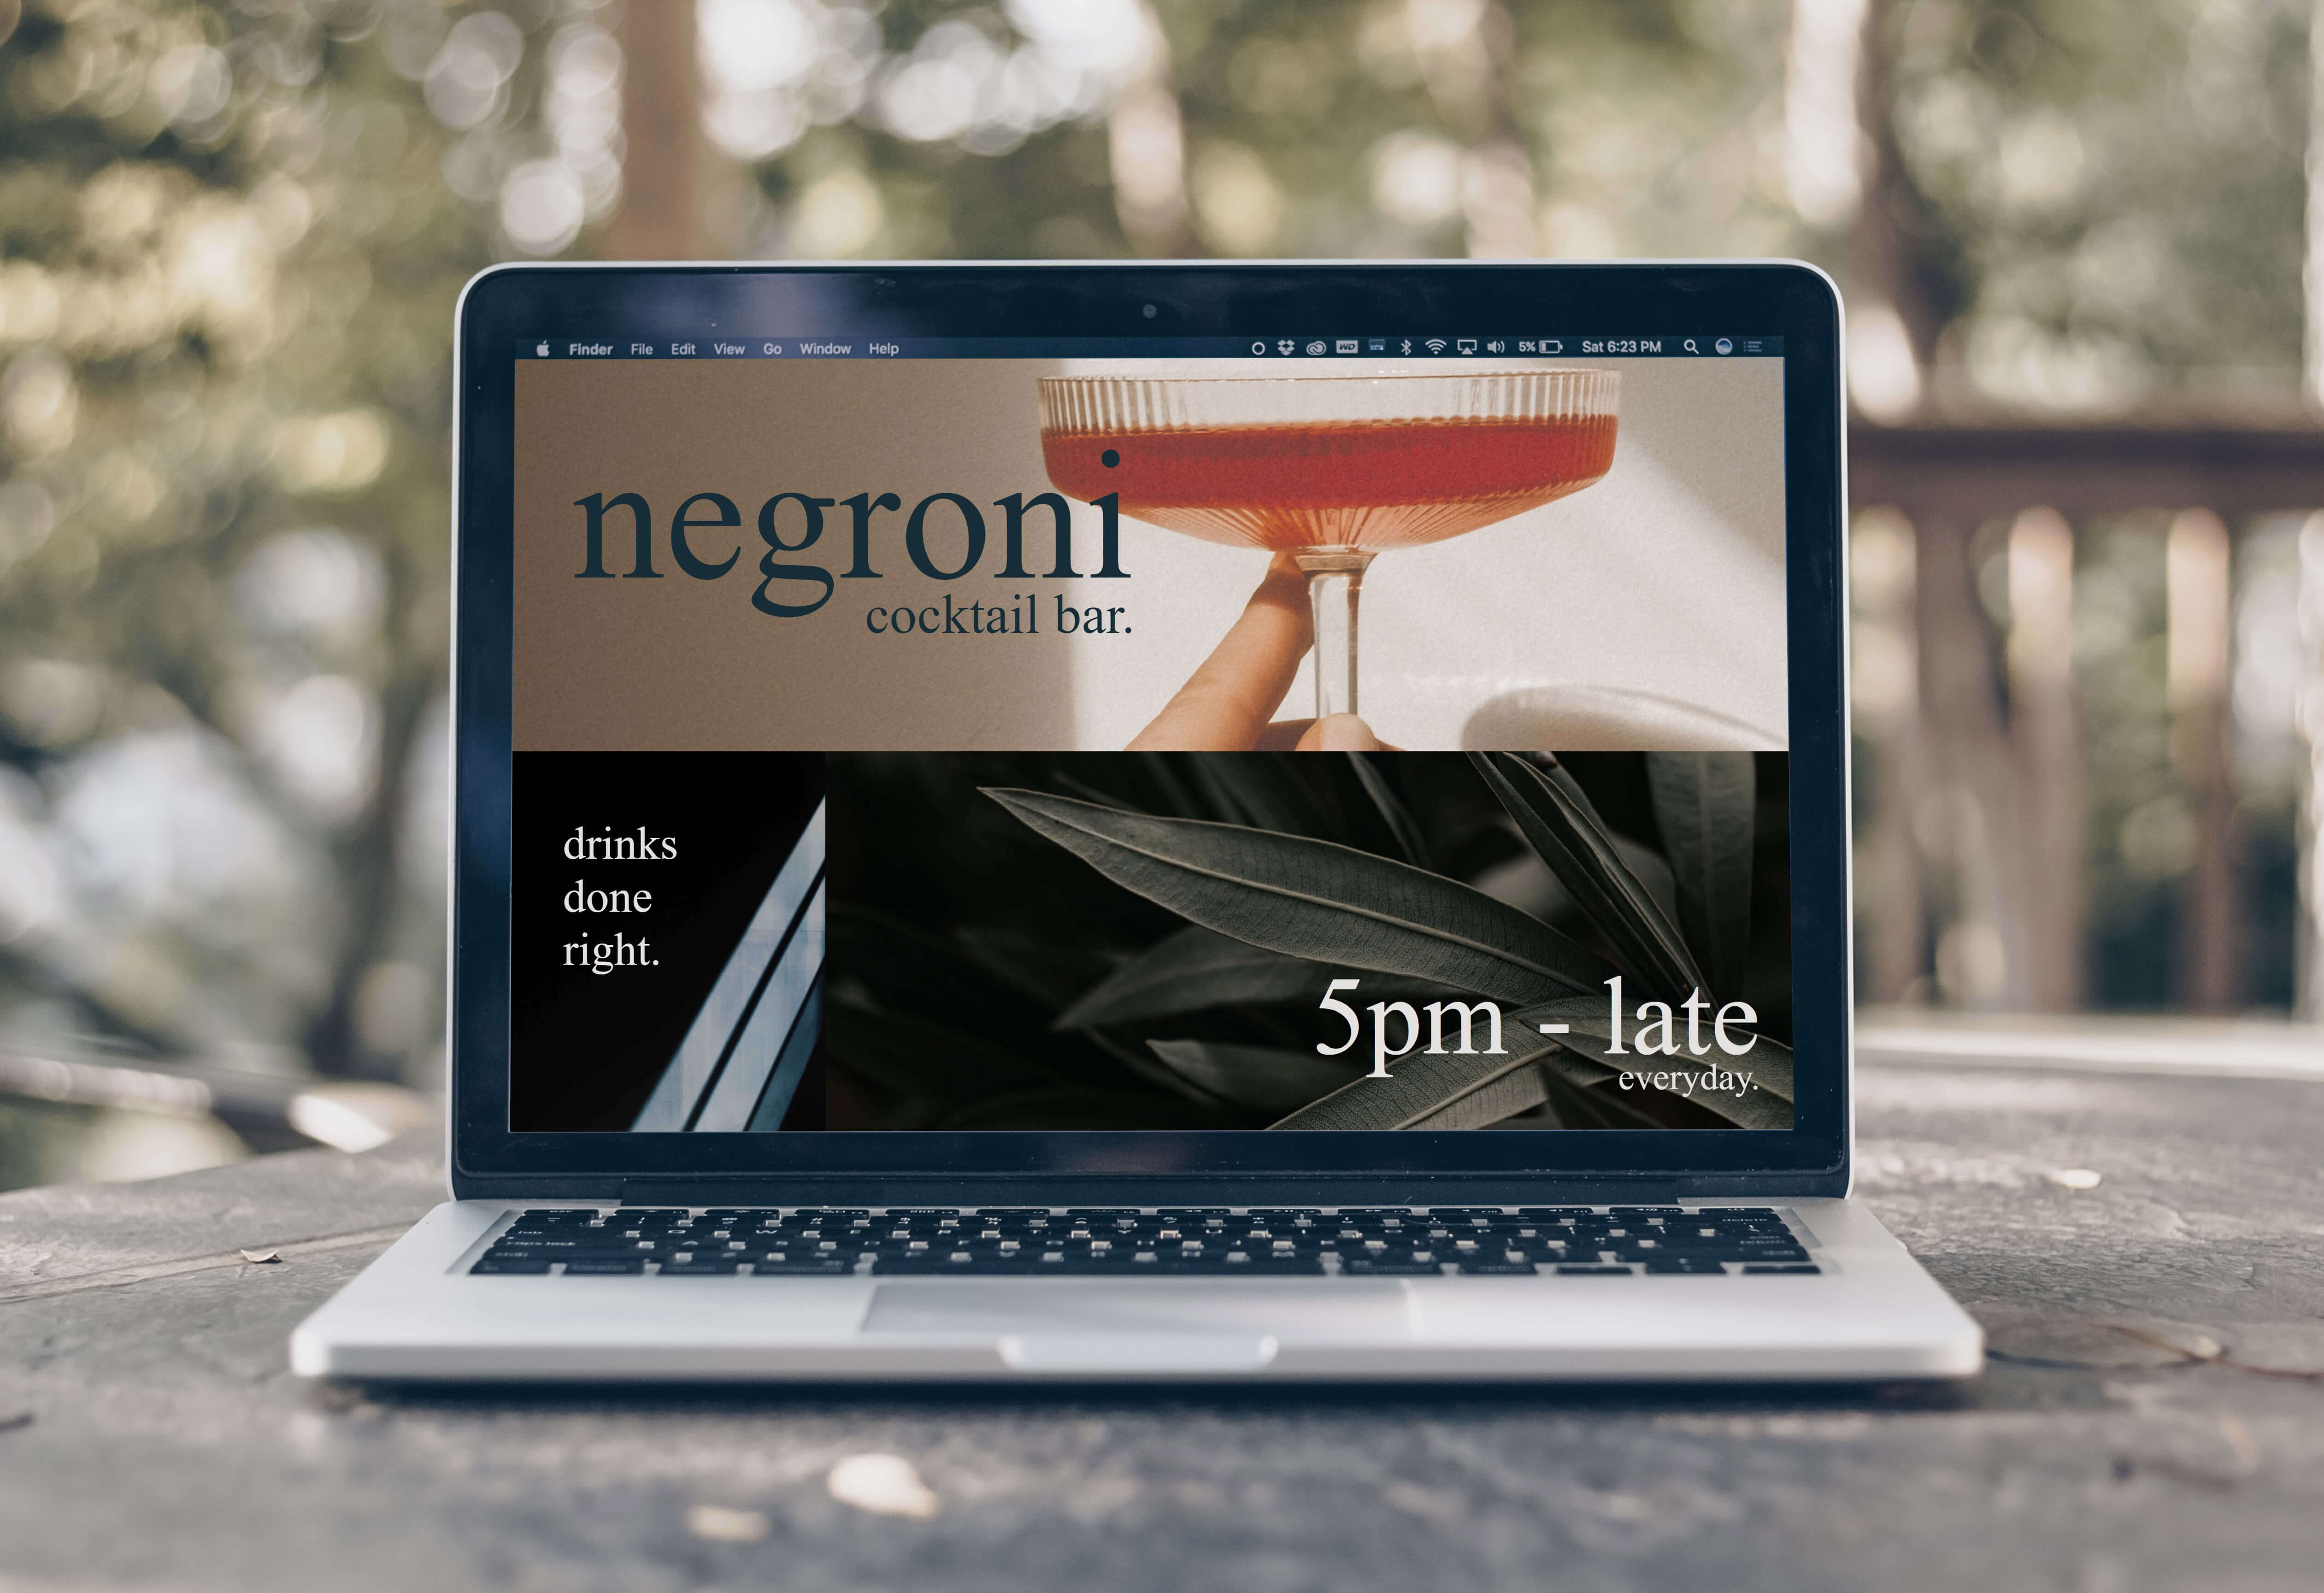 Finder File Edit View Go Window Help
WD 5% Sat 6:23 PM
negroni
cocktail bar.
drinks
done
right.
5pm - late
everyday.